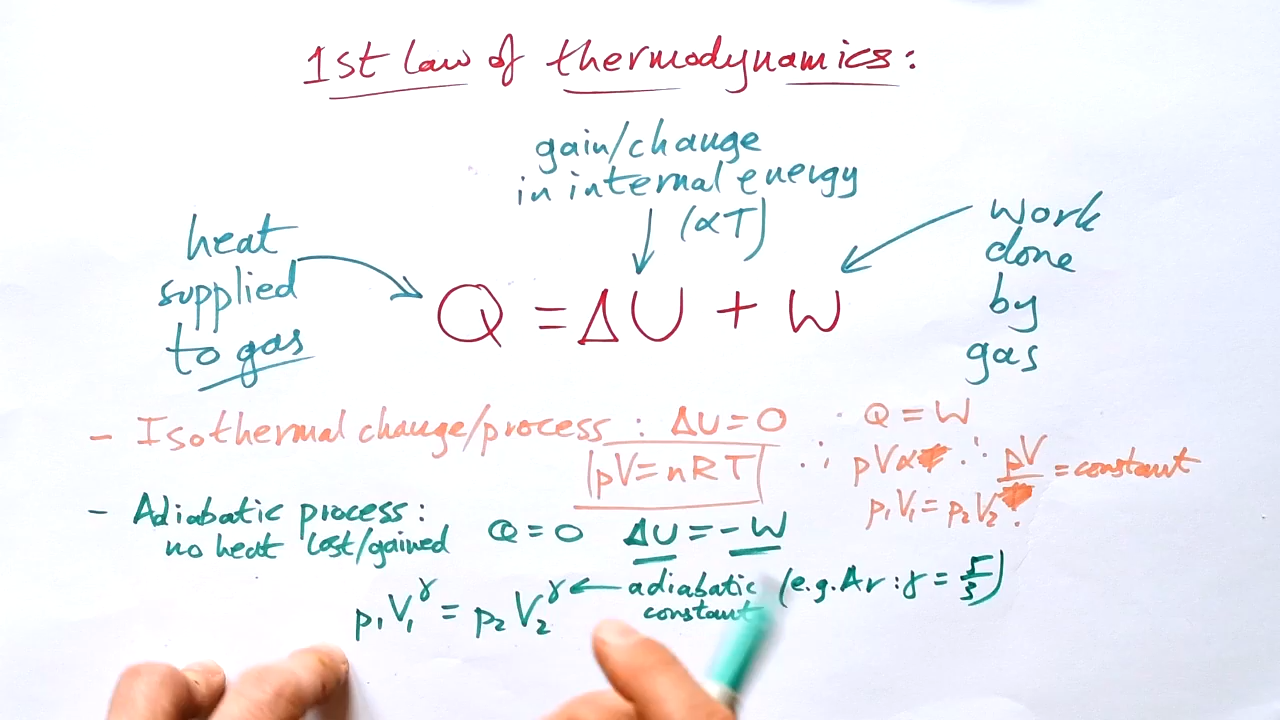 1st law of thermodynamics:
gain/change
in internal energy
(αT)
heat
supplied
to gas
work
done
by
gas
Q = ΔU + W
- Isothermal change/process : ΔU = 0 · Q = W
pV = nRT ∴ pVα ∴ pV = constant
p₁V₁ = p₂V₂
- Adiabatic process: Q = 0 ΔU = -W
no heat lost/gained
p₁V₁^γ = p₂V₂^γ ← adiabatic (e.g. Ar : γ = 5/3)
constant